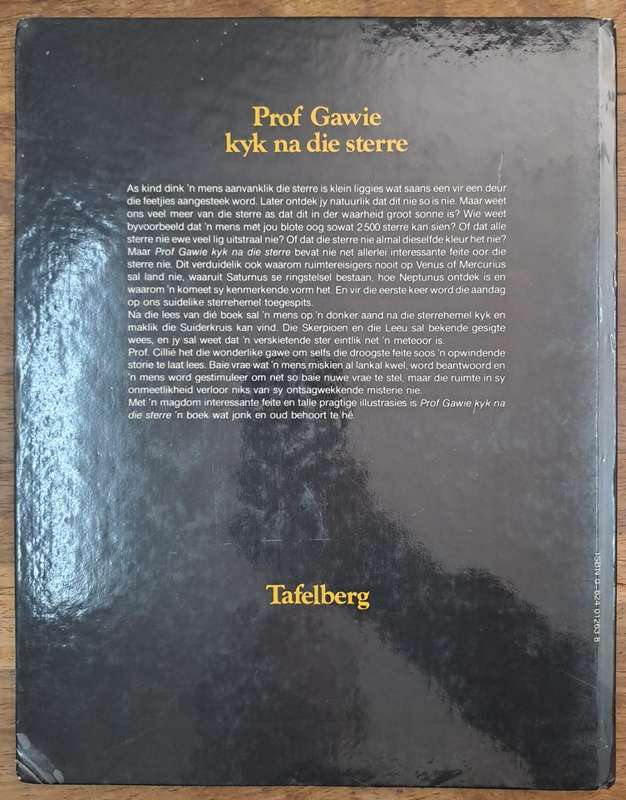 Prof Gawie
kyk na die sterre
As kind dink 'n mens aanvanklik die sterre is klein liggies wat saans een vir een deur
die feetjies aangesteek word. Later ontdek jy natuurlik dat dit nie so is nie. Maar weet
ons veel meer van die sterre as dat dit in der waarheid groot sonne is? Wie weet
byvoorbeeld dat 'n mens met jou blote oog sowat 2 500 sterre kan sien? Of dat alle
sterre nie ewe veel lig uitstraal nie? Of dat die sterre nie almal dieselfde kleur het nie?
Maar Prof Gawie kyk na die sterre bevat nie net allerlei interessante feite oor die
sterre nie. Dit verduidelik ook waarom ruimtereisigers nooit op Venus of Mercurius
sal land nie, waaruit Saturnus se ringstelsel bestaan, hoe Neptunus ontdek is en
waarom 'n komeet sy kenmerkende vorm het. En vir die eerste keer word die aandag
op ons suidelike sterrehemel toegespits.
Na die lees van dié boek sal 'n mens op 'n donker aand na die sterrehemel kyk en
maklik die Suiderkruis kan vind. Die Skerpioen en die Leeu sal bekende gesigte
wees, en jy sal weet dat 'n verskietende ster eintlik net 'n meteoor is.
Prof. Cillié het die wonderlike gawe om selfs die droogste feite soos 'n opwindende
storie te laat lees. Baie vrae wat 'n mens miskien al lankal kwel, word beantwoord en
'n mens word gestimuleer om net so baie nuwe vrae te stel, maar die ruimte in sy
onmeetlikheid verloor niks van sy ontsagwekkende misterie nie.
Met 'n magdom interessante feite en talle pragtige illustrasies is Prof Gawie kyk na
die sterre 'n boek wat jonk en oud behoort te hê.
Tafelberg
ISBN 0-624 01263 8